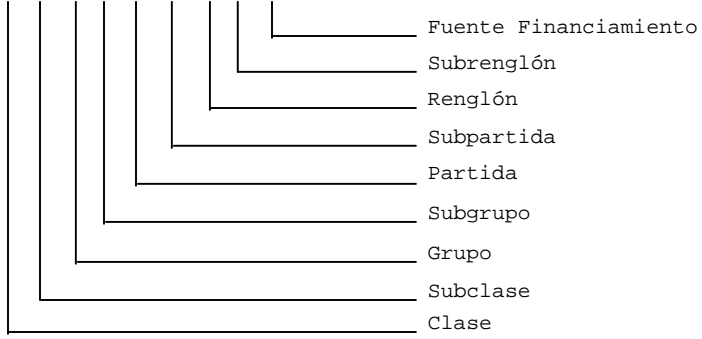 Fuente Financiamiento
Subrenglón
Renglón
Subpartida
Partida
Subgrupo
Grupo
Subclase
Clase